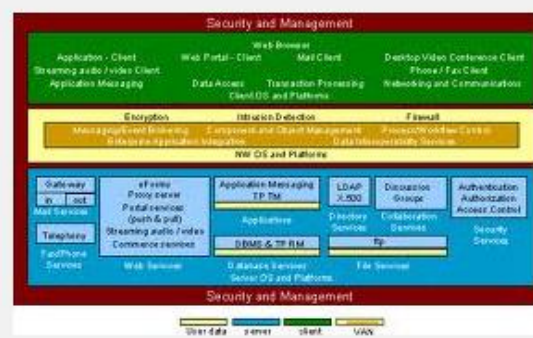 Security and Management
Web Browser
Application - Client Web Portal - Client Mail Client Desktop Video Conference Client
Streaming audio / video Client Phone / Fax Client
Application Messaging Data Access Transaction Processing Networking and Communications
Client OS and Platforms
Encryption Intrusion Detection Firewall
Messaging/Event Brokering Component and Object Management Process/Workflow Control
Enterprise Application Integration Data Interoperability Services
NW OS and Platforms
Gateway
in out
Mail Services
Telephony
Fax/Phone
Services
eForms
Proxy server
Portal services
(push & pull)
Streaming audio / video
Commerce services
Web Services
Application Messaging
TP TM
Applications
DBMS & TP RM
Database Services
LDAP
X.500
Directory
Services
Discussion
Groups
Collaboration
Services
ftp
File Services
Authentication
Authorization
Access Control
Security
Services
Server OS and Platforms
Security and Management
User data server client VAN